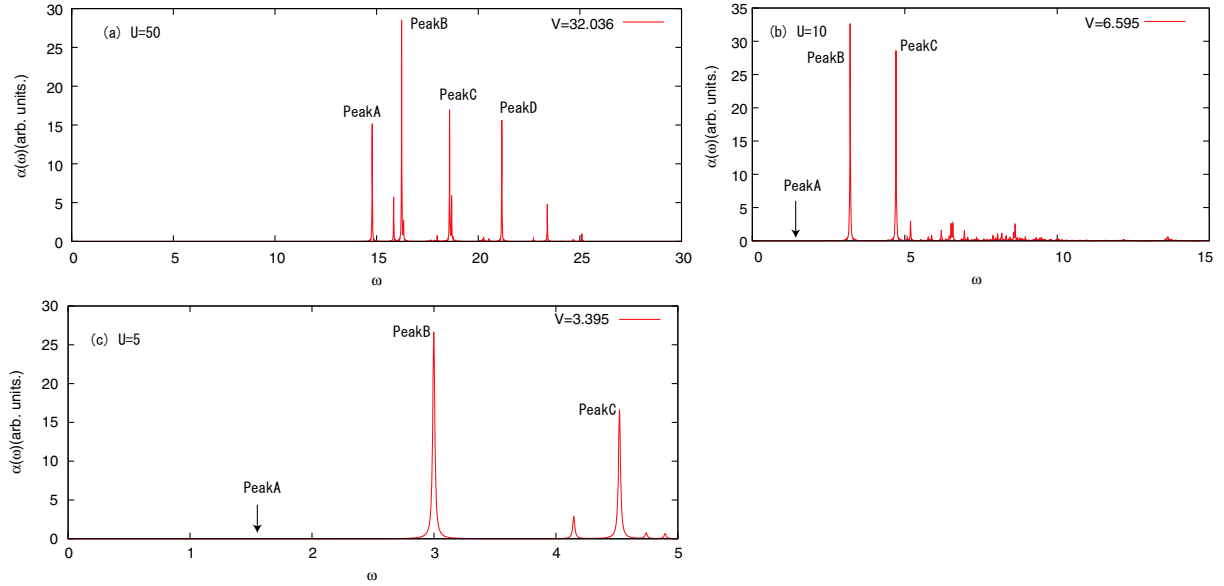 (a) U=50
V=32.036
PeakA
PeakB
PeakC
PeakD
α(ω)(arb. units.)
30
25
20
15
10
5
0
0 5 10 15 20 25 30
ω
(b) U=10
V=6.595
PeakB
PeakC
PeakA
α(ω)(arb. units.)
35
30
25
20
15
10
5
0
0 5 10 15
ω
(c) U=5
V=3.395
PeakB
PeakC
PeakA
α(ω)(arb. units.)
30
25
20
15
10
5
0
0 1 2 3 4 5
ω